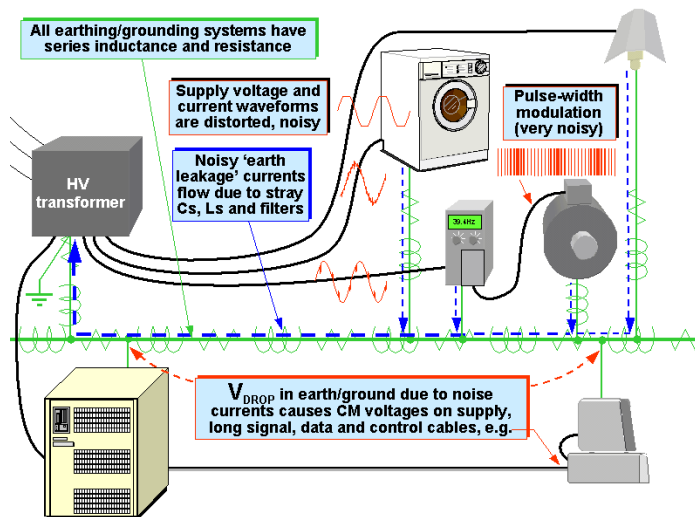 All earthing/grounding systems have
series inductance and resistance
Supply voltage and
current waveforms
are distorted, noisy
Pulse-width
modulation
(very noisy)
HV
transformer
Noisy ‘earth
leakage’ currents
flow due to stray
Cs, Ls and filters
39.4Hz
VDROP in earth/ground due to noise
currents causes CM voltages on supply,
long signal, data and control cables, e.g.